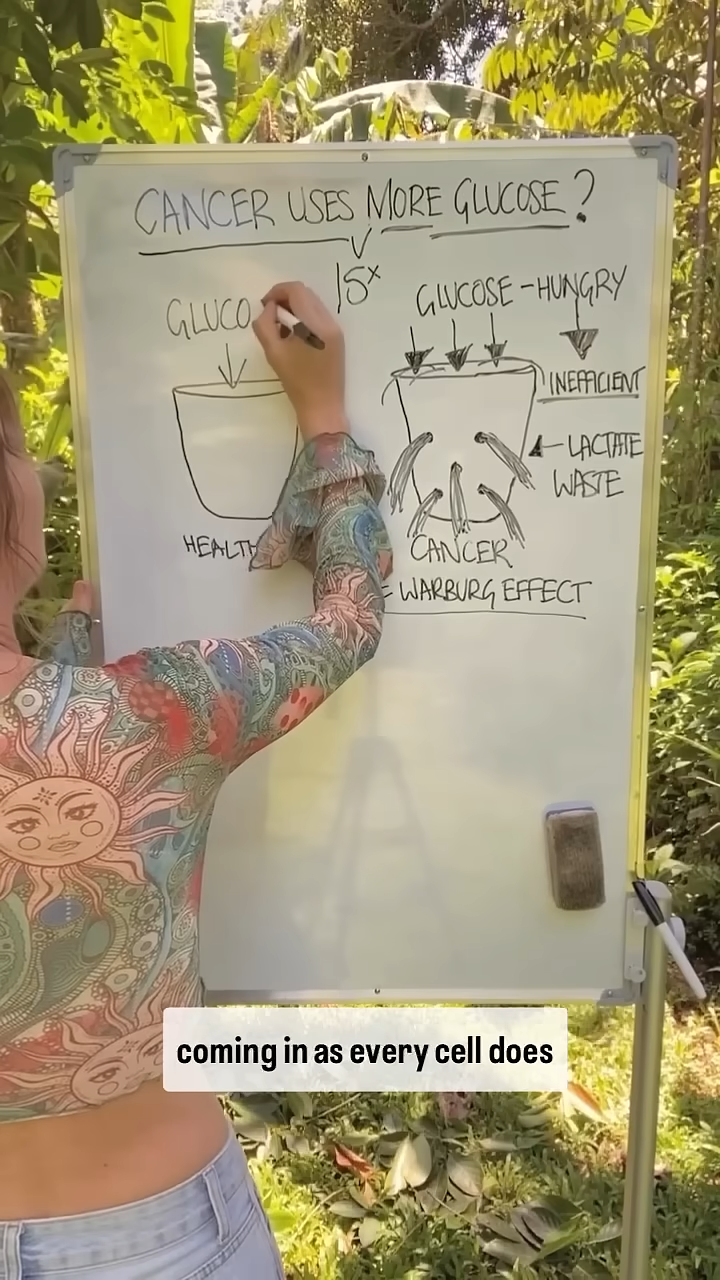 CANCER USES MORE GLUCOSE?
15x
GLUCO
GLUCOSE-HUNGRY
INEFFICIENT
LACTATE
WASTE
HEALTH
CANCER
= WARBURG EFFECT
coming in as every cell does